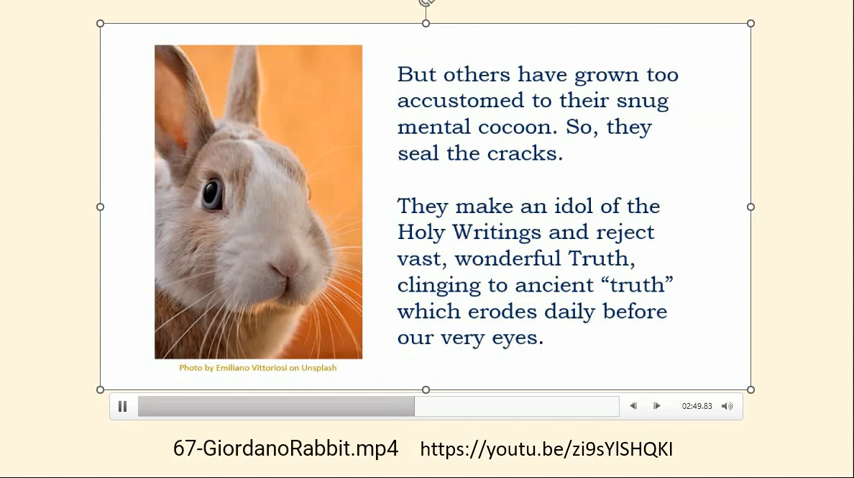 But others have grown too
accustomed to their snug
mental cocoon. So, they
seal the cracks.
They make an idol of the
Holy Writings and reject
vast, wonderful Truth,
clinging to ancient “truth”
which erodes daily before
our very eyes.
Photo by Emiliano Vittoriosi on Unsplash
02:49.83
67-GiordanoRabbit.mp4 https://youtu.be/zi9sYlSHQKI